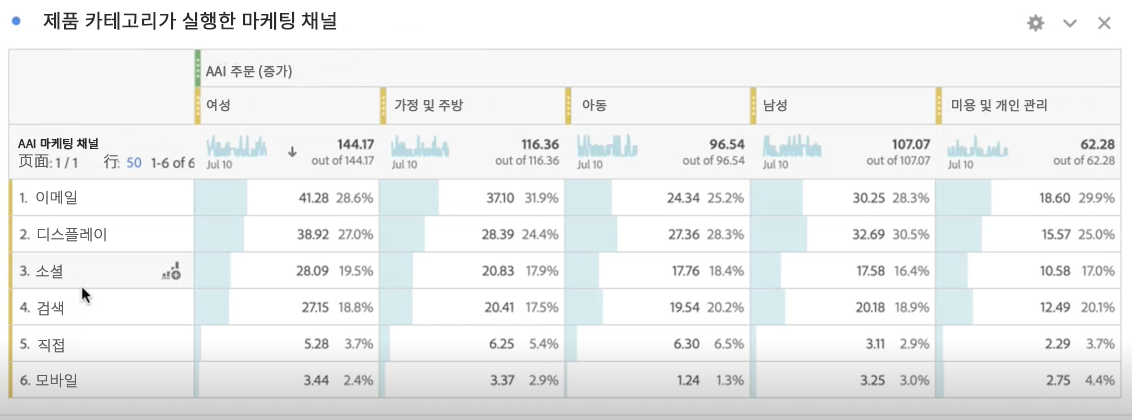 제품 카테고리가 실행한 마케팅 채널
AAI 주문 (증가)
여성 가정 및 주방 아동 남성 미용 및 개인 관리
AAI 마케팅 채널
页面: 1 / 1 行: 50 1-6 of 6
Jul 10 144.17 out of 144.17
Jul 10 116.36 out of 116.36
Jul 10 96.54 out of 96.54
Jul 10 107.07 out of 107.07
Jul 10 62.28 out of 62.28
1. 이메일 41.28 28.6% 37.10 31.9% 24.34 25.2% 30.25 28.3% 18.60 29.9%
2. 디스플레이 38.92 27.0% 28.39 24.4% 27.36 28.3% 32.69 30.5% 15.57 25.0%
3. 소셜 28.09 19.5% 20.83 17.9% 17.76 18.4% 17.58 16.4% 10.58 17.0%
4. 검색 27.15 18.8% 20.41 17.5% 19.54 20.2% 20.18 18.9% 12.49 20.1%
5. 직접 5.28 3.7% 6.25 5.4% 6.30 6.5% 3.11 2.9% 2.29 3.7%
6. 모바일 3.44 2.4% 3.37 2.9% 1.24 1.3% 3.25 3.0% 2.75 4.4%